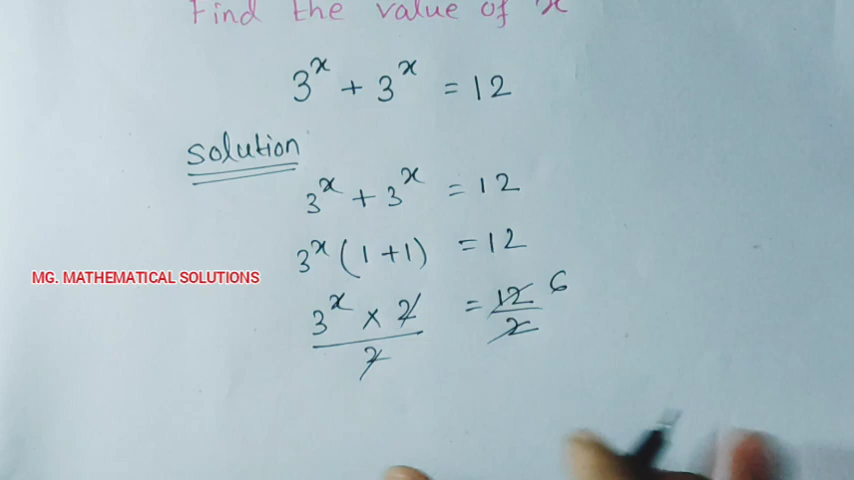 Find the value of x
3^x + 3^x = 12
Solution
3^x + 3^x = 12
3^x (1 + 1) = 12
MG. MATHEMATICAL SOLUTIONS
3^x × 2 / 2 = 12 / 2 6